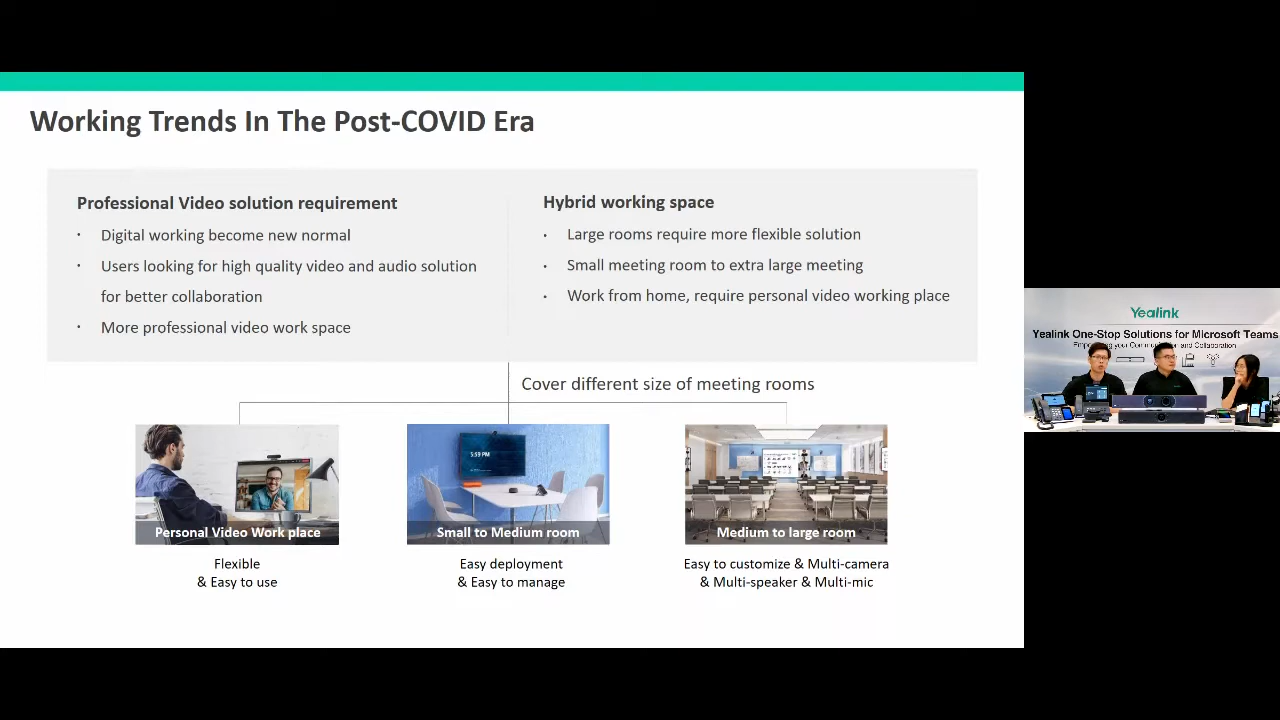 Working Trends In The Post-COVID Era
Professional Video solution requirement
Digital working become new normal
Users looking for high quality video and audio solution
for better collaboration
More professional video work space
Hybrid working space
Large rooms require more flexible solution
Small meeting room to extra large meeting
Work from home, require personal video working place
Cover different size of meeting rooms
5:59 PM
Personal Video Work place
Small to Medium room
Medium to large room
Flexible
& Easy to use
Easy deployment
& Easy to manage
Easy to customize & Multi-camera
& Multi-speaker & Multi-mic
Yealink
Yealink One-Stop Solutions for Microsoft Teams
and Collaboration